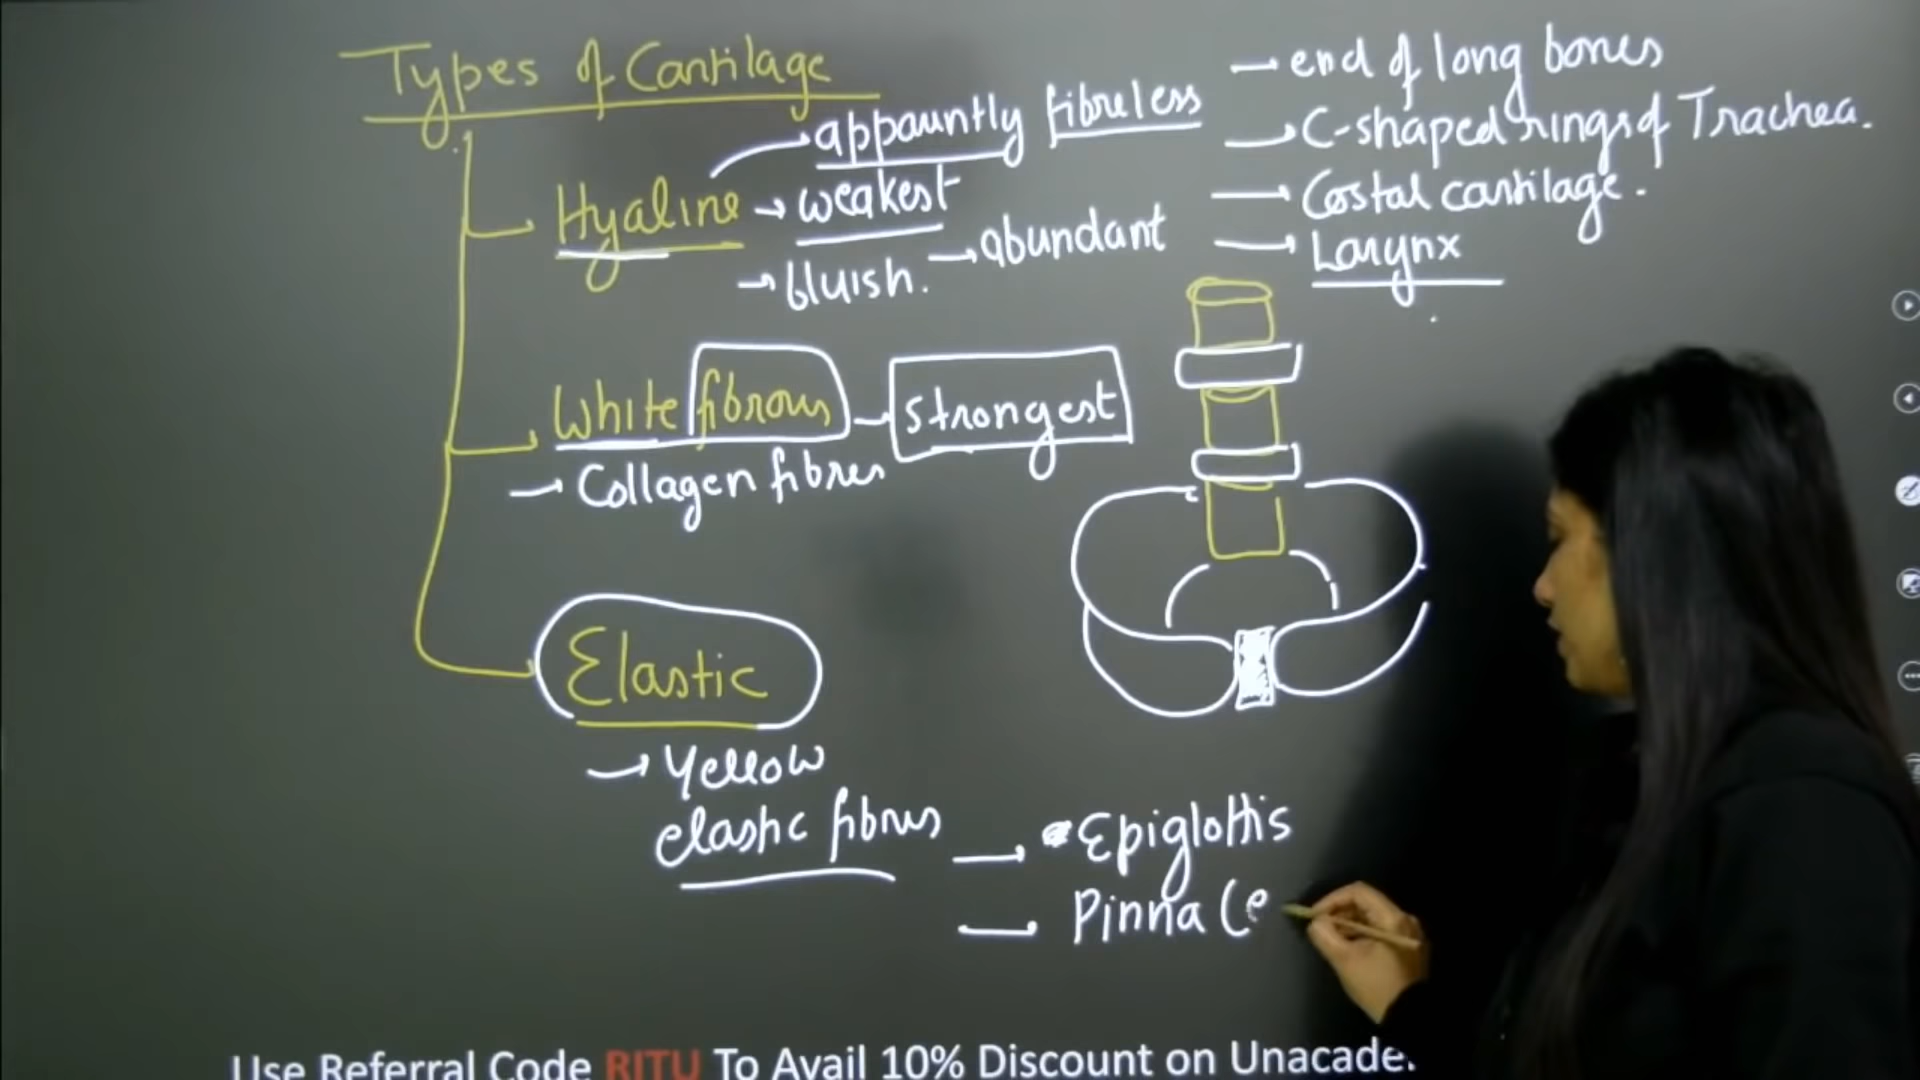 Types of Cartilage
appauntly fibreless
Hyaline → weakest
→ bluish. → abundant
→ end of long bones
→ C-shaped rings of Trachea.
→ Costal cartilage.
→ Larynx
White fibrous - strongest
→ Collagen fibres
Elastic
→ Yellow
elastic fibres
→ Epiglottis
→ Pinna (e
Use Referral Code RITU To Avail 10% Discount on Unacade.